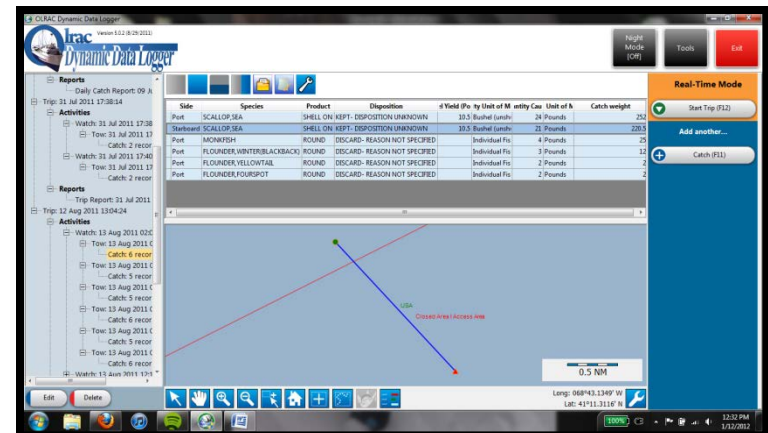 OLRAC Dynamic Data Logger
Olrac Version 5.0.2 (8/29/2011)
Dynamic Data Logger
Night Mode [Off]
Tools
Exit
Reports
Daily Catch Report: 09 Ju
Trip: 31 Jul 2011 17:38:14
Activities
Watch: 31 Jul 2011 17:38
Tow: 31 Jul 2011 17
Catch: 2 recor
Watch: 31 Jul 2011 17:40
Tow: 31 Jul 2011 17
Catch: 2 recor
Reports
Trip Report: 31 Jul 2011
Trip: 12 Aug 2011 13:04:24
Activities
Watch: 13 Aug 2011 02:0
Tow: 13 Aug 2011 0
Catch: 6 recor
Tow: 13 Aug 2011 0
Catch: 5 recor
Tow: 13 Aug 2011 0
Catch: 5 recor
Tow: 13 Aug 2011 0
Catch: 5 recor
Tow: 13 Aug 2011 0
Catch: 6 recor
Watch: 13 Aug 2011 12:1
Edit
Delete
Side Species Product Disposition d Yield (Po ty Unit of M entity Cau Unit of M Catch weight
Port SCALLOP,SEA SHELL ON KEPT- DISPOSITION UNKNOWN 10.5 Bushel (unsh 24 Pounds 252
Starboard SCALLOP,SEA SHELL ON KEPT- DISPOSITION UNKNOWN 10.5 Bushel (unsh 21 Pounds 220.5
Port MONKFISH ROUND DISCARD- REASON NOT SPECIFIED Individual Fis 4 Pounds 25
Port FLOUNDER,WINTER(BLACKBACK) ROUND DISCARD- REASON NOT SPECIFIED Individual Fis 3 Pounds 12
Port FLOUNDER,YELLOWTAIL ROUND DISCARD- REASON NOT SPECIFIED Individual Fis 2 Pounds 2
Port FLOUNDER,FOURSPOT ROUND DISCARD- REASON NOT SPECIFIED Individual Fis 2 Pounds 2
USA
Closed Area I Access Area
0.5 NM
Long: 068°43.1349' W
Lat: 41°11.3116' N
Real-Time Mode
Start Trip (F12)
Add another...
Catch (F11)
100%
12:32 PM
1/12/2012